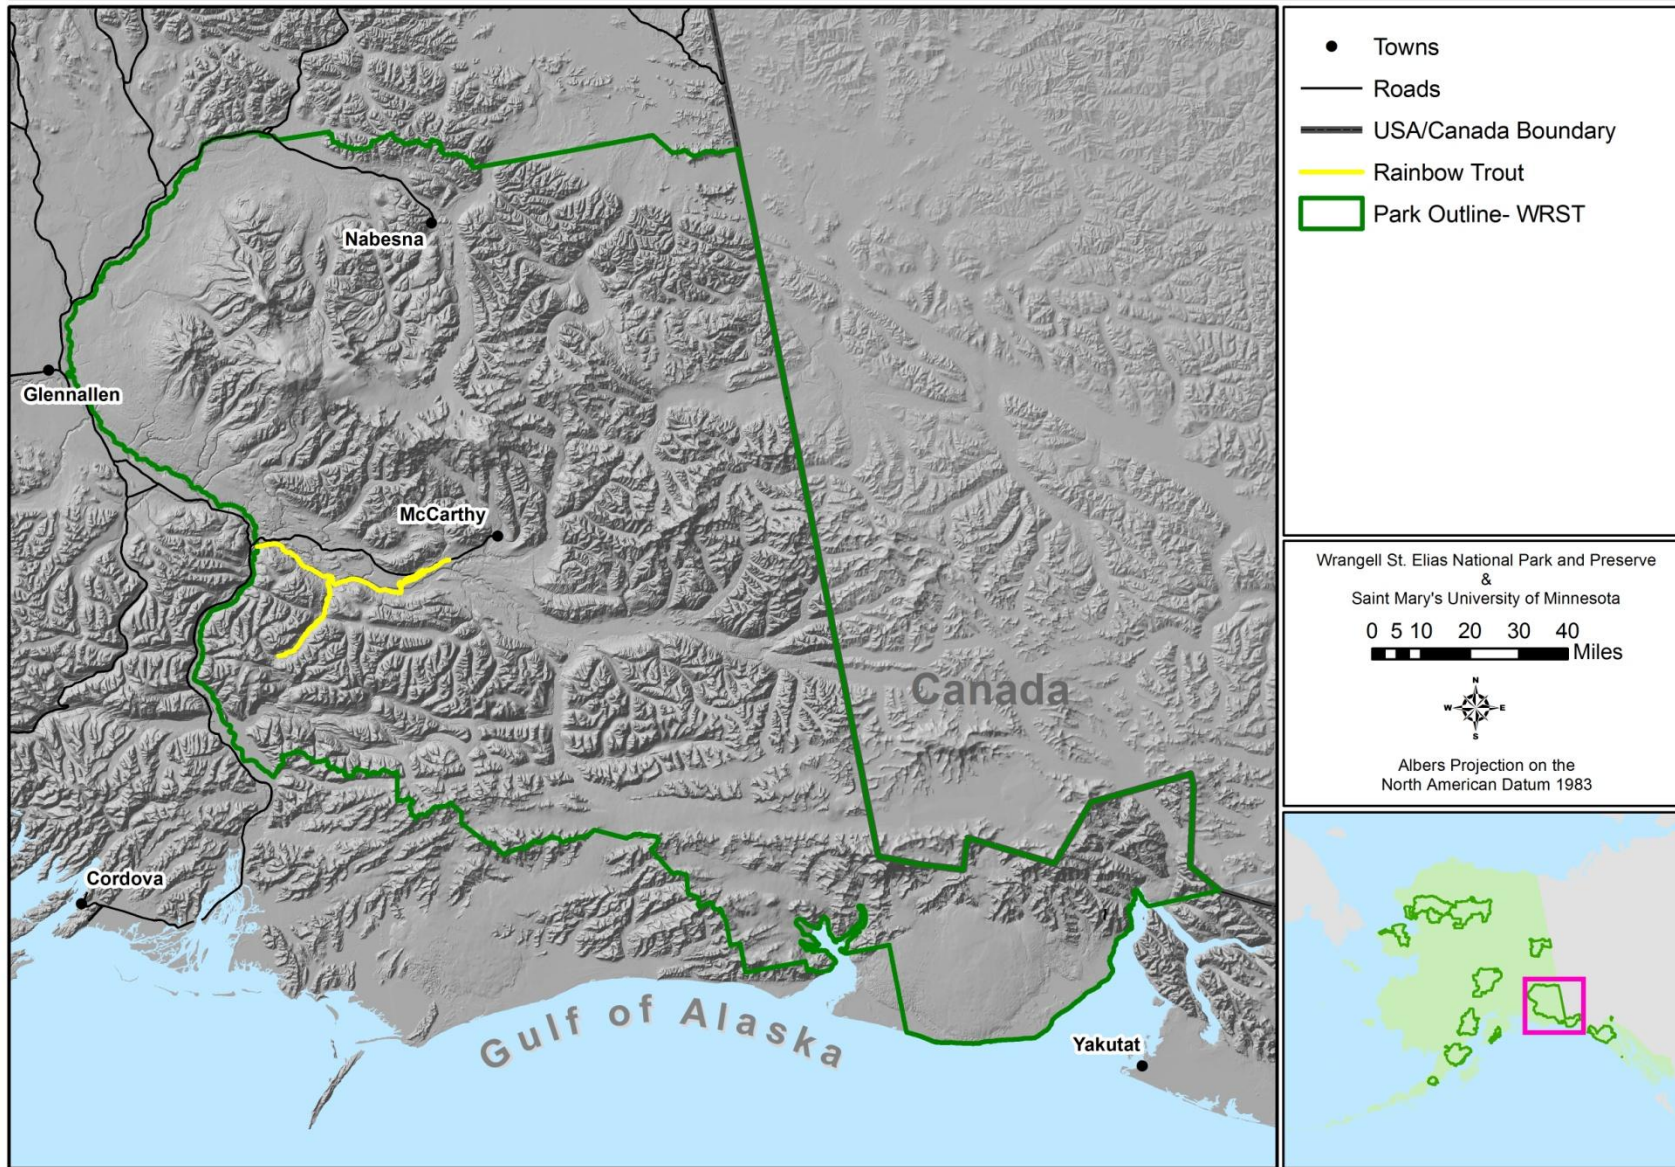 Nabesna
Glennallen
McCarthy
Canada
Cordova
Gulf of Alaska
Yakutat
Towns
Roads
USA/Canada Boundary
Rainbow Trout
Park Outline- WRST
Wrangell St. Elias National Park and Preserve
&
Saint Mary's University of Minnesota
0 5 10 20 30 40
Miles
N
W E
S
Albers Projection on the
North American Datum 1983